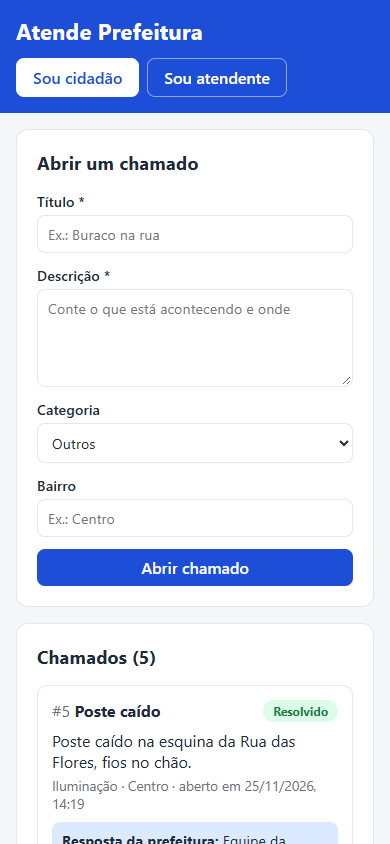 Atende Prefeitura
Sou cidadão
Sou atendente
Abrir um chamado
Título *
Ex.: Buraco na rua
Descrição *
Conte o que está acontecendo e onde
Categoria
Outros
Bairro
Ex.: Centro
Abrir chamado
Chamados (5)
#5 Poste caído
Resolvido
Poste caído na esquina da Rua das
Flores, fios no chão.
Iluminação · Centro · aberto em 25/11/2026,
14:19
Resposta da prefeitura: Equipe da